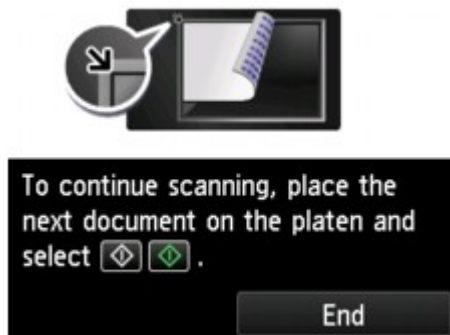 To continue scanning, place the
next document on the platen and
select .
End